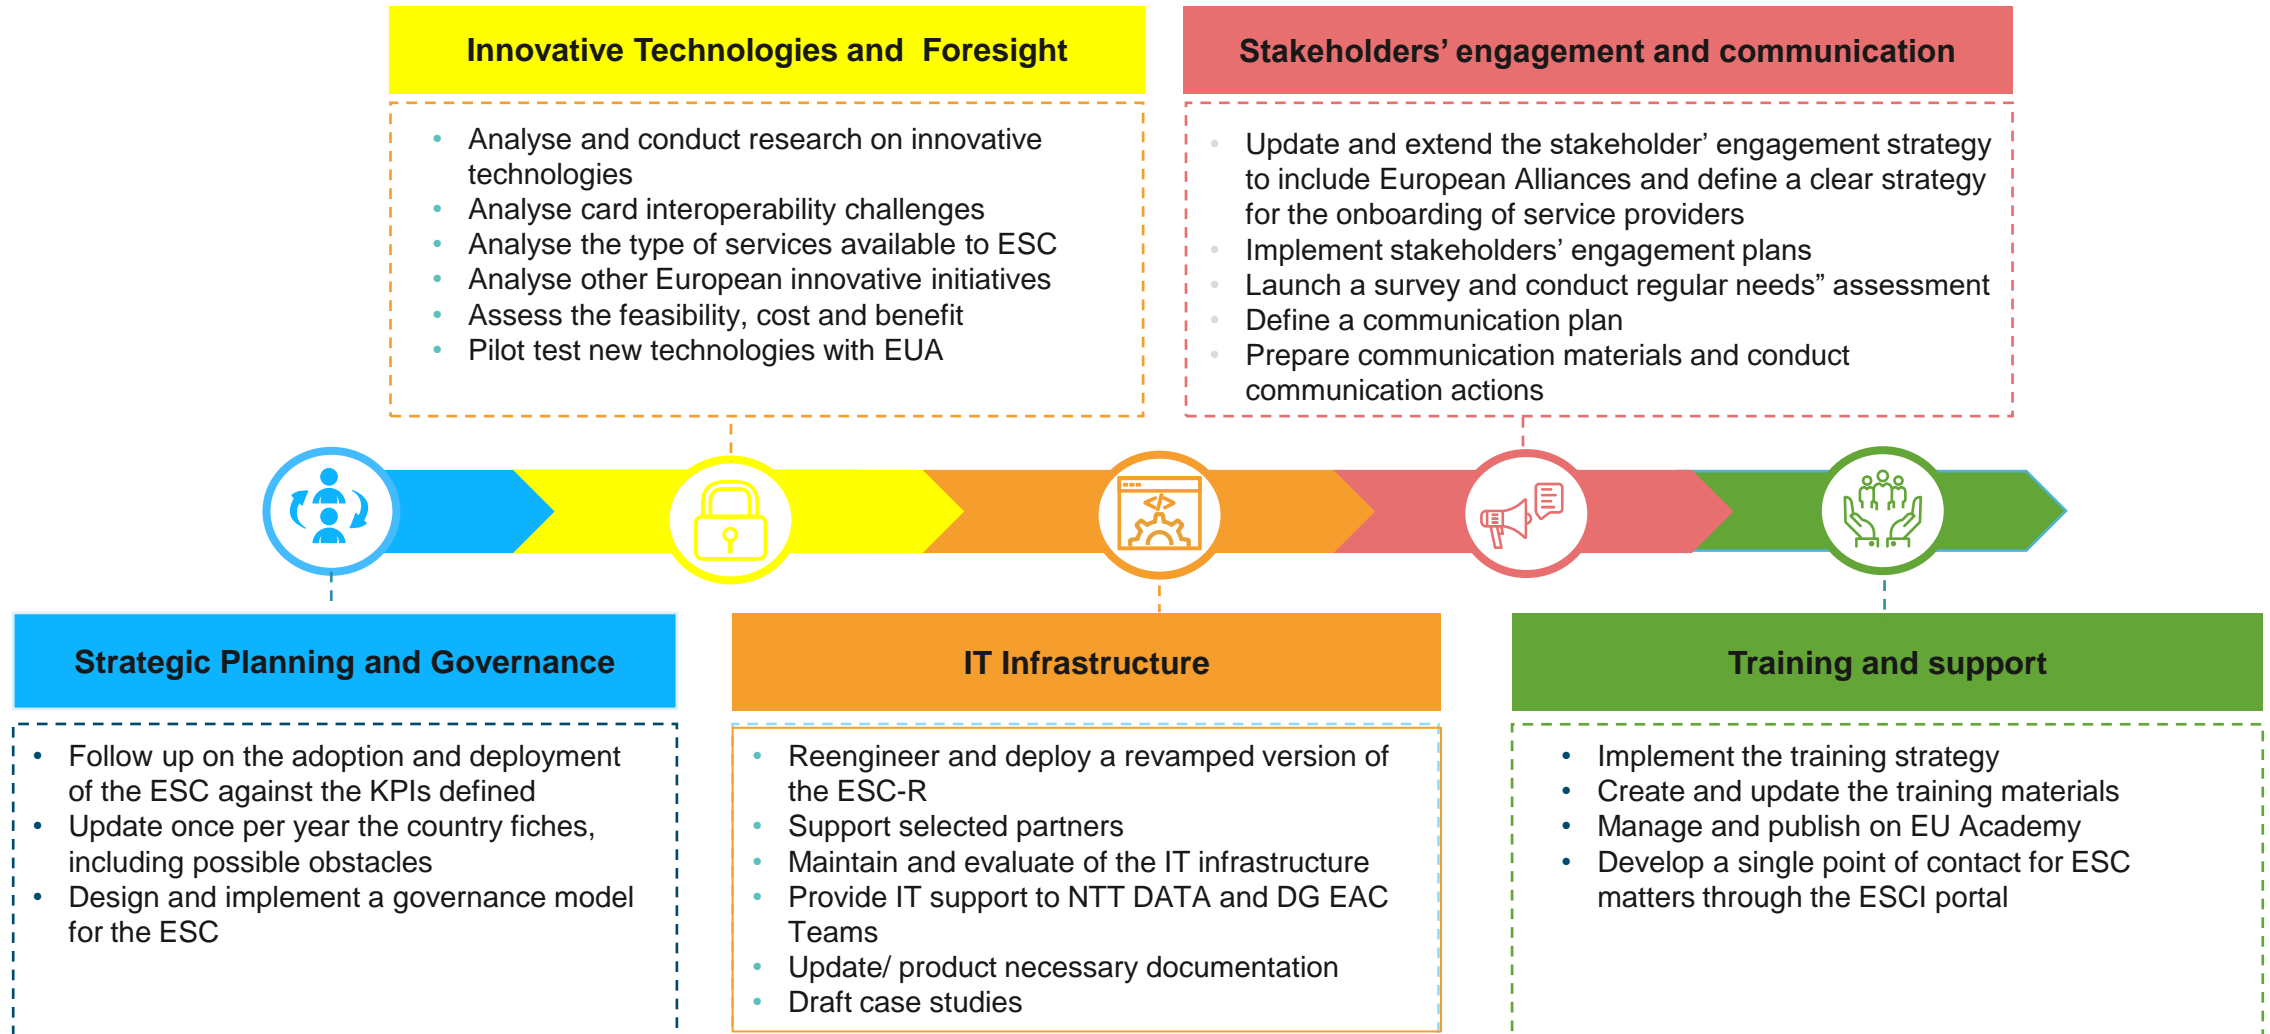 Innovative Technologies and Foresight
• Analyse and conduct research on innovative
technologies
• Analyse card interoperability challenges
• Analyse the type of services available to ESC
• Analyse other European innovative initiatives
• Assess the feasibility, cost and benefit
• Pilot test new technologies with EUA
Stakeholders’ engagement and communication
• Update and extend the stakeholder’ engagement strategy
to include European Alliances and define a clear strategy
for the onboarding of service providers
• Implement stakeholders’ engagement plans
• Launch a survey and conduct regular needs” assessment
• Define a communication plan
• Prepare communication materials and conduct
communication actions
Strategic Planning and Governance
• Follow up on the adoption and deployment
of the ESC against the KPIs defined
• Update once per year the country fiches,
including possible obstacles
• Design and implement a governance model
for the ESC
IT Infrastructure
• Reengineer and deploy a revamped version of
the ESC-R
• Support selected partners
• Maintain and evaluate of the IT infrastructure
• Provide IT support to NTT DATA and DG EAC
Teams
• Update/ product necessary documentation
• Draft case studies
Training and support
• Implement the training strategy
• Create and update the training materials
• Manage and publish on EU Academy
• Develop a single point of contact for ESC
matters through the ESCI portal